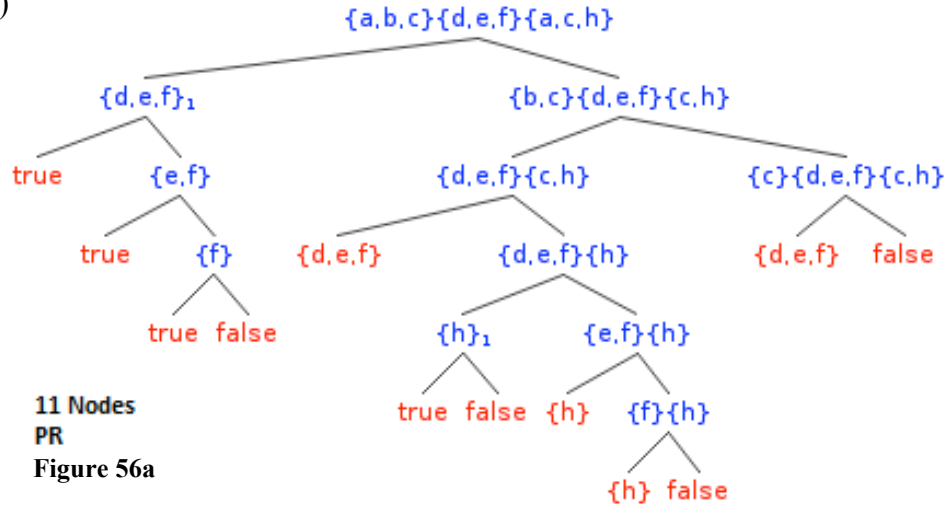 )
{a,b,c}{d,e,f}{a,c,h}
{d,e,f}₁ {b,c}{d,e,f}{c,h}
true {e,f} {d,e,f}{c,h} {c}{d,e,f}{c,h}
true {f} {d,e,f} {d,e,f}{h} {d,e,f} false
true false {h}₁ {e,f}{h}
true false {h} {f}{h}
{h} false
11 Nodes
PR
Figure 56a